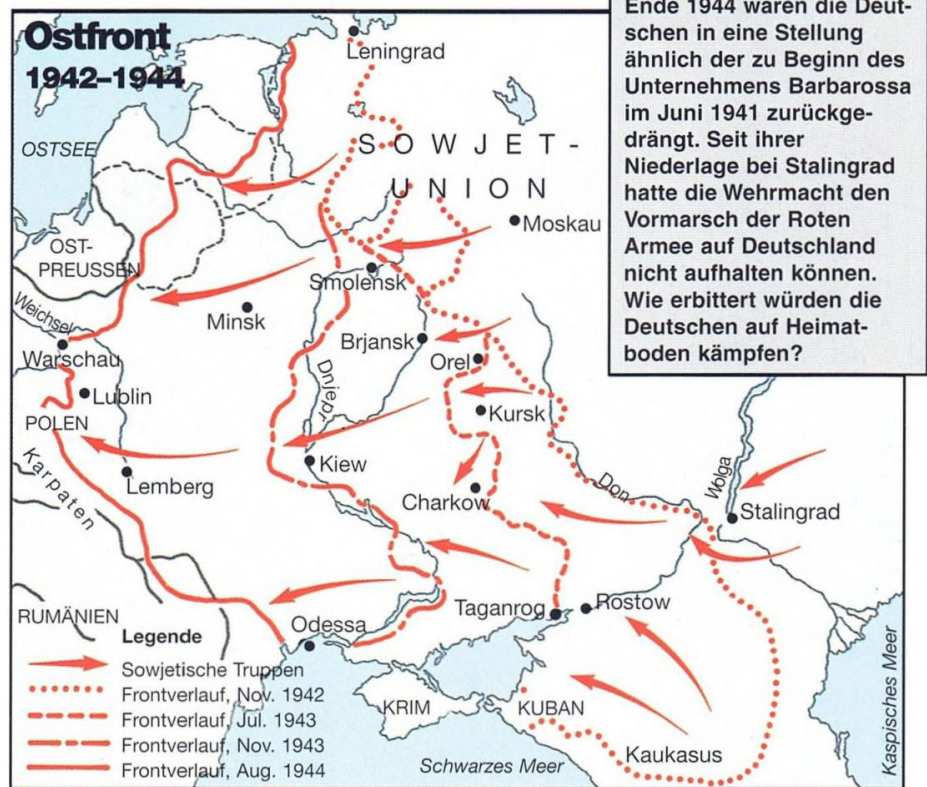 Ostfront
1942–1944
Ende 1944 waren die Deut-
schen in eine Stellung
ähnlich der zu Beginn des
Unternehmens Barbarossa
im Juni 1941 zurückge-
drängt. Seit ihrer
Niederlage bei Stalingrad
hatte die Wehrmacht den
Vormarsch der Roten
Armee auf Deutschland
nicht aufhalten können.
Wie erbittert würden die
Deutschen auf Heimat-
boden kämpfen?
Leningrad
OSTSEE
SOWJET-
UNION
Moskau
OST-
PREUSSEN
Smolensk
Weichsel
Minsk
Brjansk
Warschau
Orel
Dnjepr
Lublin
Kursk
POLEN
Karpaten
Kiew
Lemberg
Charkow
Don
Wolga
Stalingrad
RUMÄNIEN
Odessa
Taganrog
Rostow
KRIM
KUBAN
Kaukasus
Schwarzes Meer
Kaspisches Meer
Legende
Sowjetische Truppen
Frontverlauf, Nov. 1942
Frontverlauf, Jul. 1943
Frontverlauf, Nov. 1943
Frontverlauf, Aug. 1944